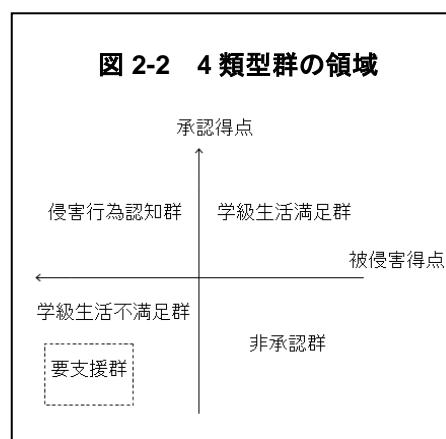 図 2-2　4 類型群の領域
承認得点
侵害行為認知群
学級生活満足群
被侵害得点
学級生活不満足群
非承認群
要支援群